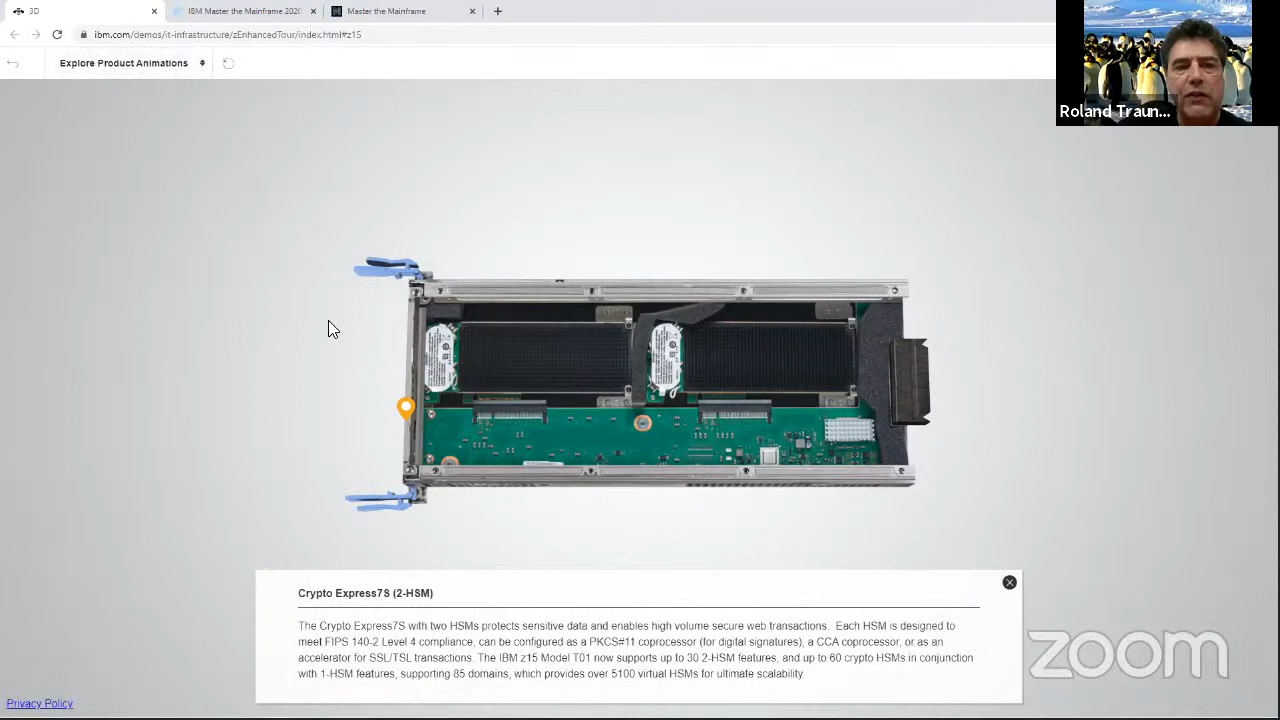 3D
IBM Master the Mainframe 2020
Master the Mainframe
ibm.com/demos/it-infrastructure/zEnhancedTour/index.html#z15
Explore Product Animations
Roland Traun...
Crypto Express7S (2-HSM)
The Crypto Express7S with two HSMs protects sensitive data and enables high volume secure web transactions. Each HSM is designed to
meet FIPS 140-2 Level 4 compliance, can be configured as a PKCS#11 coprocessor (for digital signatures), a CCA coprocessor, or as an
accelerator for SSL/TSL transactions. The IBM z15 Model T01 now supports up to 30 2-HSM features, and up to 60 crypto HSMs in conjunction
with 1-HSM features, supporting 85 domains, which provides over 5100 virtual HSMs for ultimate scalability.
zoom
Privacy Policy